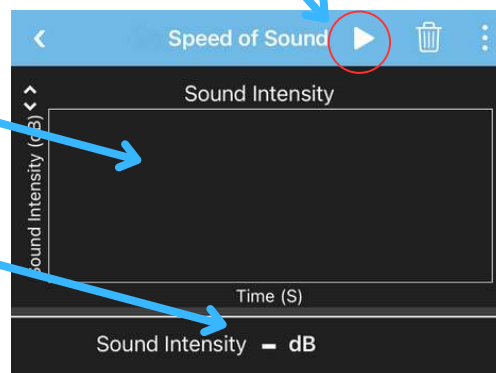 Speed of Sound
Sound Intensity
Sound Intensity (dB)
Time (S)
Sound Intensity – dB